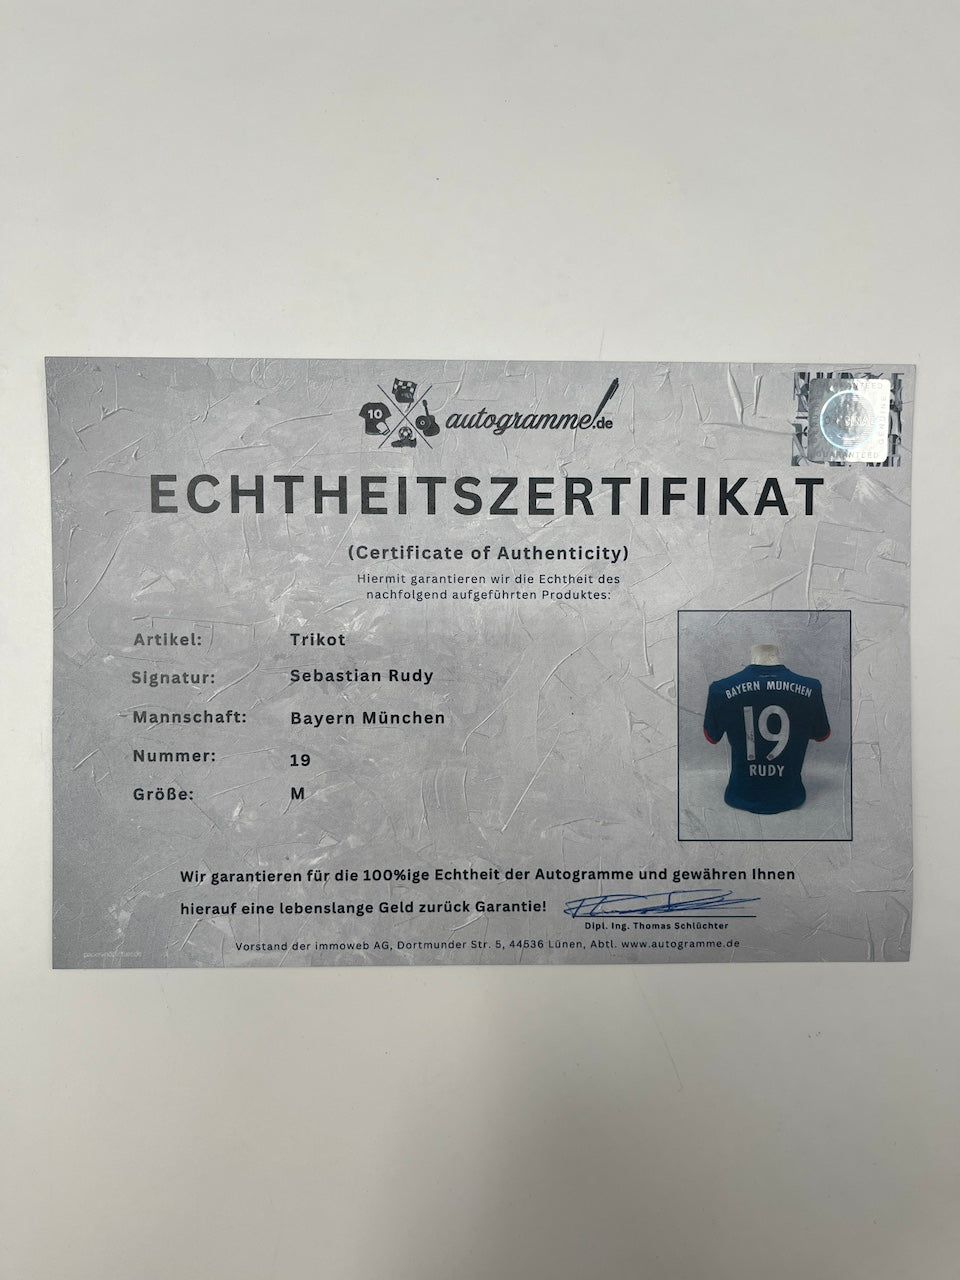 10
autogramme.de
GUARANTEED
ECHTHEITSZERTIFIKAT
(Certificate of Authenticity)
Hiermit garantieren wir die Echtheit des
nachfolgend aufgeführten Produktes:
Artikel: Trikot
Signatur: Sebastian Rudy
Mannschaft: Bayern München
Nummer: 19
Größe: M
BAYERN MÜNCHEN
19
RUDY
Wir garantieren für die 100%ige Echtheit der Autogramme und gewähren Ihnen
hierauf eine lebenslange Geld zurück Garantie!
Dipl. Ing. Thomas Schlüchter
Vorstand der immoweb AG, Dortmunder Str. 5, 44536 Lünen, Abtl. www.autogramme.de